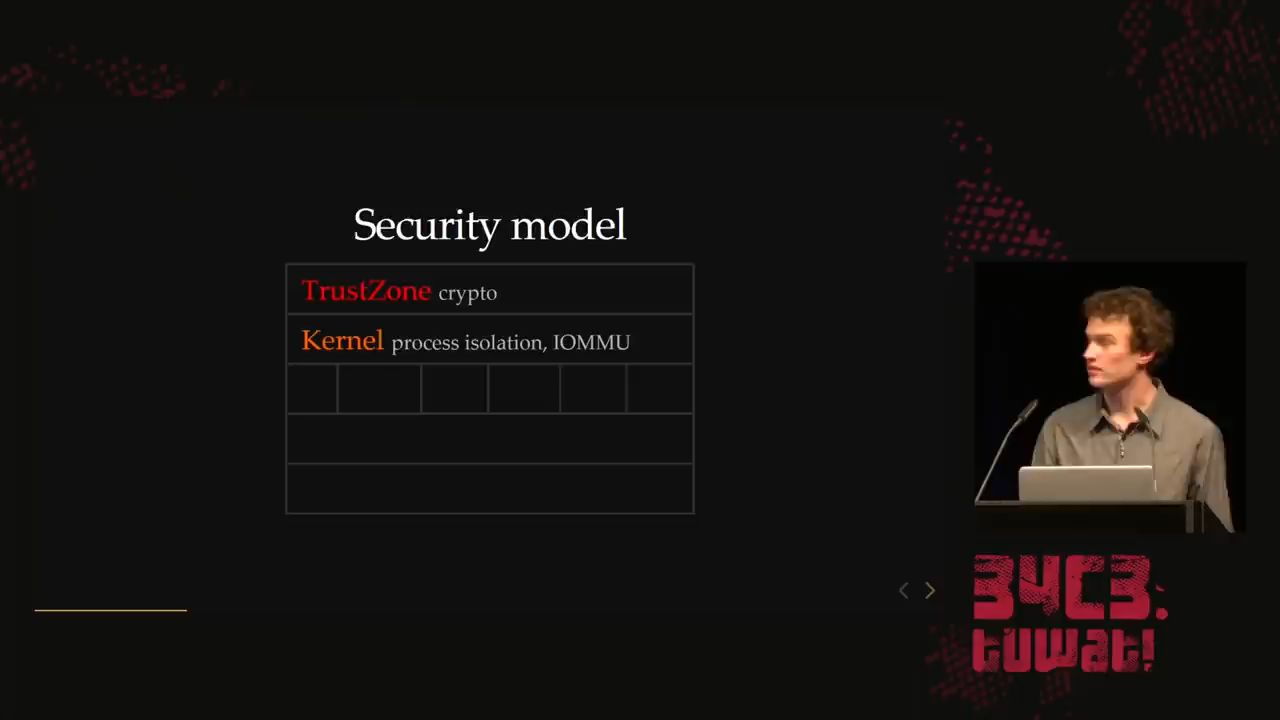 Security model
TrustZone crypto
Kernel process isolation, IOMMU
34C3:
tuwat!